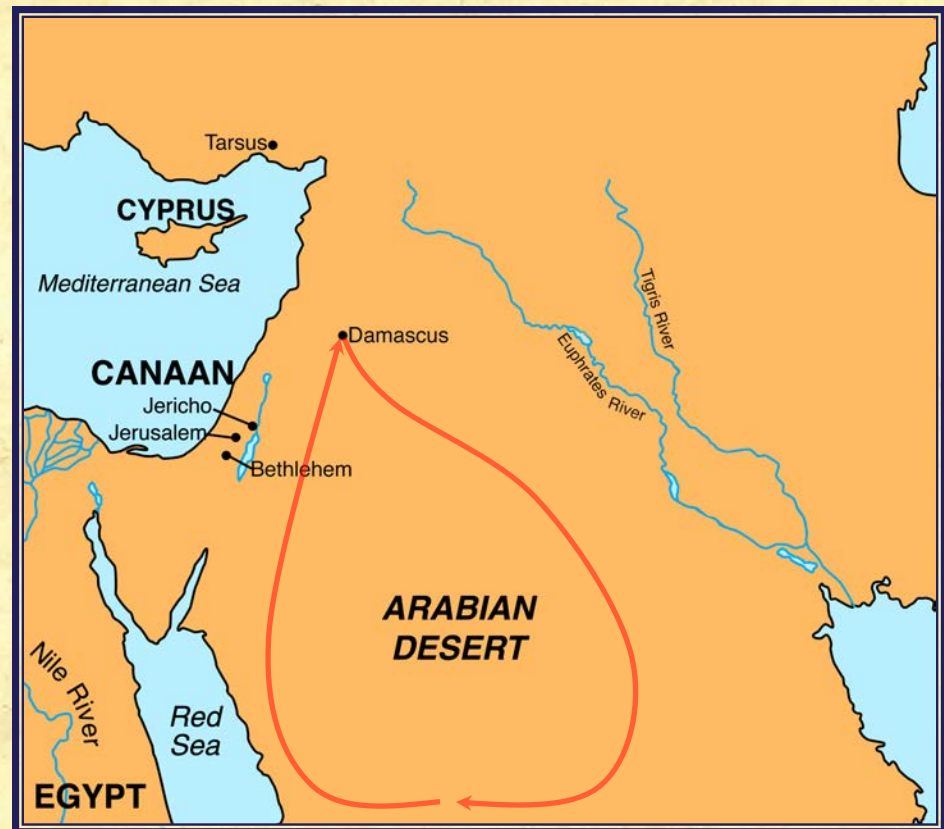 Tarsus
CYPRUS
Mediterranean Sea
Tigris River
Damascus
Euphrates River
CANAAN
Jericho
Jerusalem
Bethlehem
ARABIAN
DESERT
Nile River
Red
Sea
EGYPT